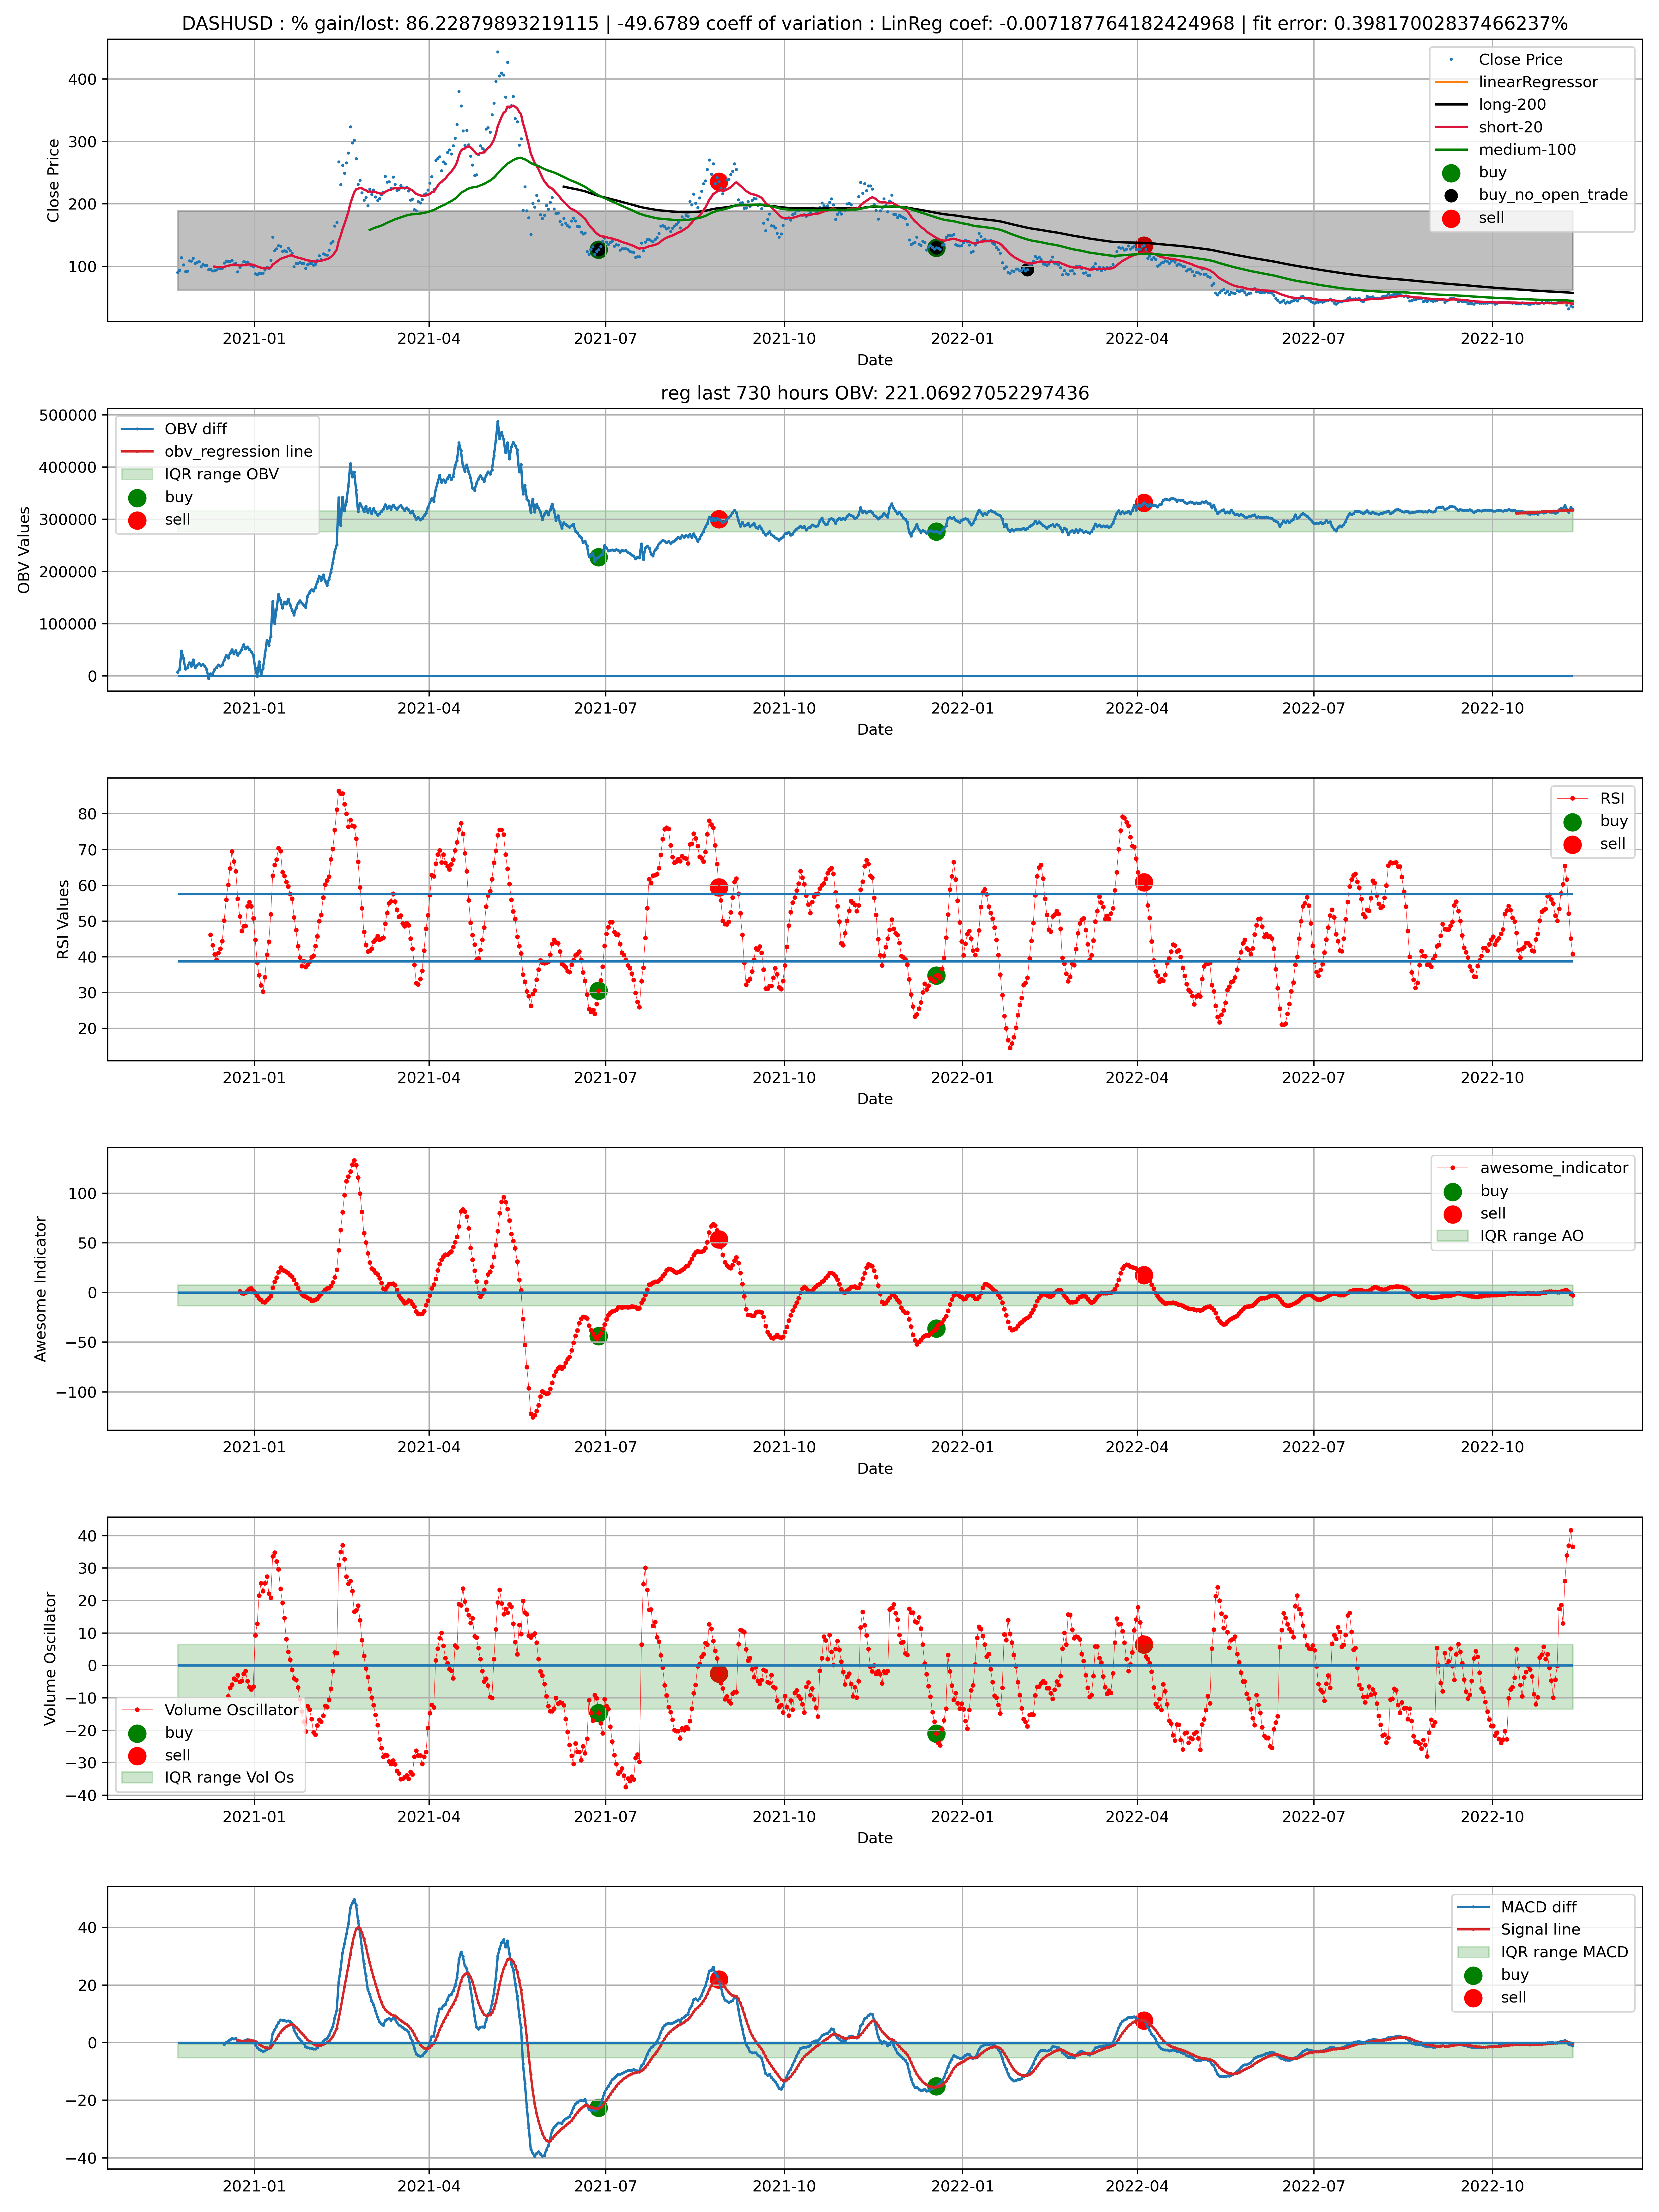 DASHUSD : % gain/lost: 86.22879893219115 | -49.6789 coeff of variation : LinReg coef: -0.007187764182424968 | fit error: 0.39817002837466237%
Close Price
400
300
200
100
Close Price
linearRegressor
long-200
short-20
medium-100
buy
buy_no_open_trade
sell
2021-01 2021-04 2021-07 2021-10 2022-01 2022-04 2022-07 2022-10
Date
reg last 730 hours OBV: 221.06927052297436
OBV Values
500000
400000
300000
200000
100000
0
OBV diff
obv_regression line
IQR range OBV
buy
sell
2021-01 2021-04 2021-07 2021-10 2022-01 2022-04 2022-07 2022-10
Date
RSI Values
80
70
60
50
40
30
20
RSI
buy
sell
2021-01 2021-04 2021-07 2021-10 2022-01 2022-04 2022-07 2022-10
Date
Awesome Indicator
100
50
0
−50
−100
awesome_indicator
buy
sell
IQR range AO
2021-01 2021-04 2021-07 2021-10 2022-01 2022-04 2022-07 2022-10
Date
Volume Oscillator
40
30
20
10
0
−10
−20
−30
−40
Volume Oscillator
buy
sell
IQR range Vol Os
2021-01 2021-04 2021-07 2021-10 2022-01 2022-04 2022-07 2022-10
Date
40
20
0
−20
−40
MACD diff
Signal line
IQR range MACD
buy
sell
2021-01 2021-04 2021-07 2021-10 2022-01 2022-04 2022-07 2022-10